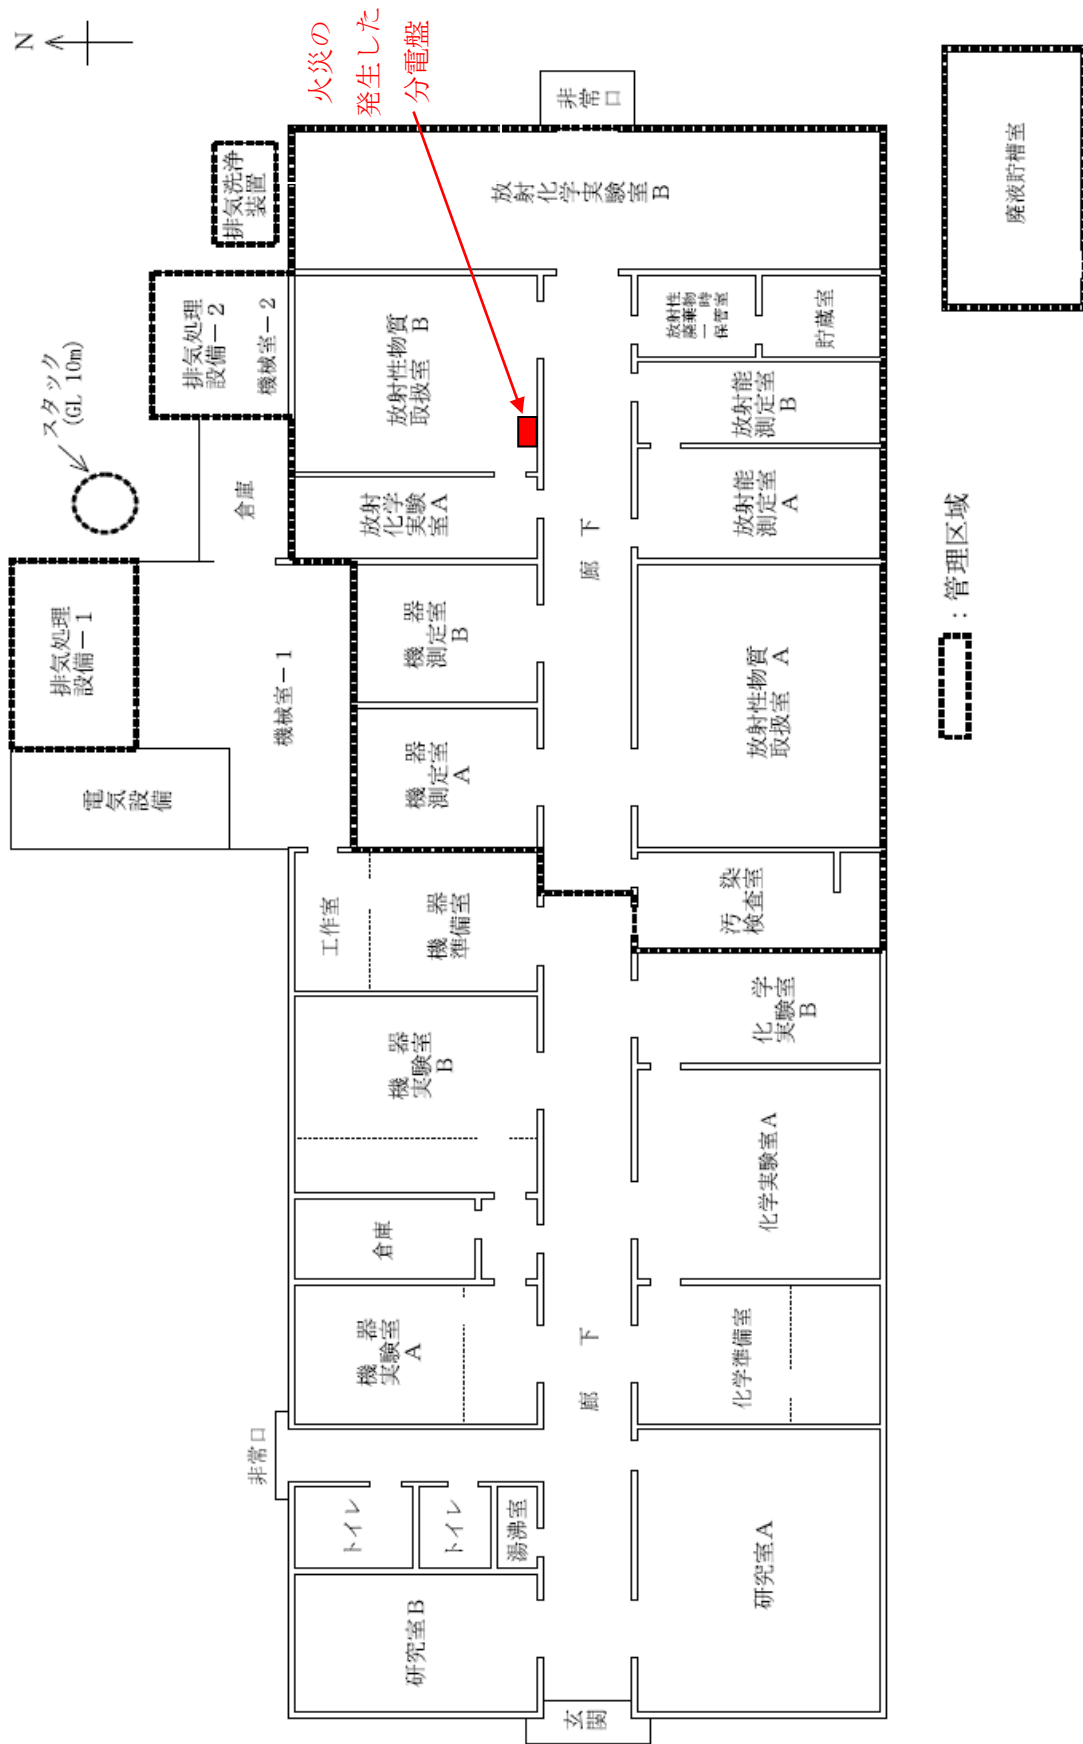 N
火災の
発生した
分電盤
スタック
(GL 10m)
電気設備
排気処理
設備－1
機械室－1
倉庫
排気処理
設備－2
機械室－2
排気洗浄
装置
非常口
研究室B
トイレ
トイレ
湯沸室
機器
実験室
A
倉庫
機器
実験室
B
工作室
機器
準備室
機器
測定室
A
機器
測定室
B
放射
化学
実験
室A
放射性物質
取扱室 B
放射化学実験室B
非常口
玄関
廊下
廊下
研究室A
化学準備室
化学実験室A
化学
実験室
B
汚染
検査室
放射性物質
取扱室 A
放射能
測定室
A
放射能
測定室
B
放射性
廃棄物
一時
保管室
貯蔵室
廃液貯槽室
：管理区域